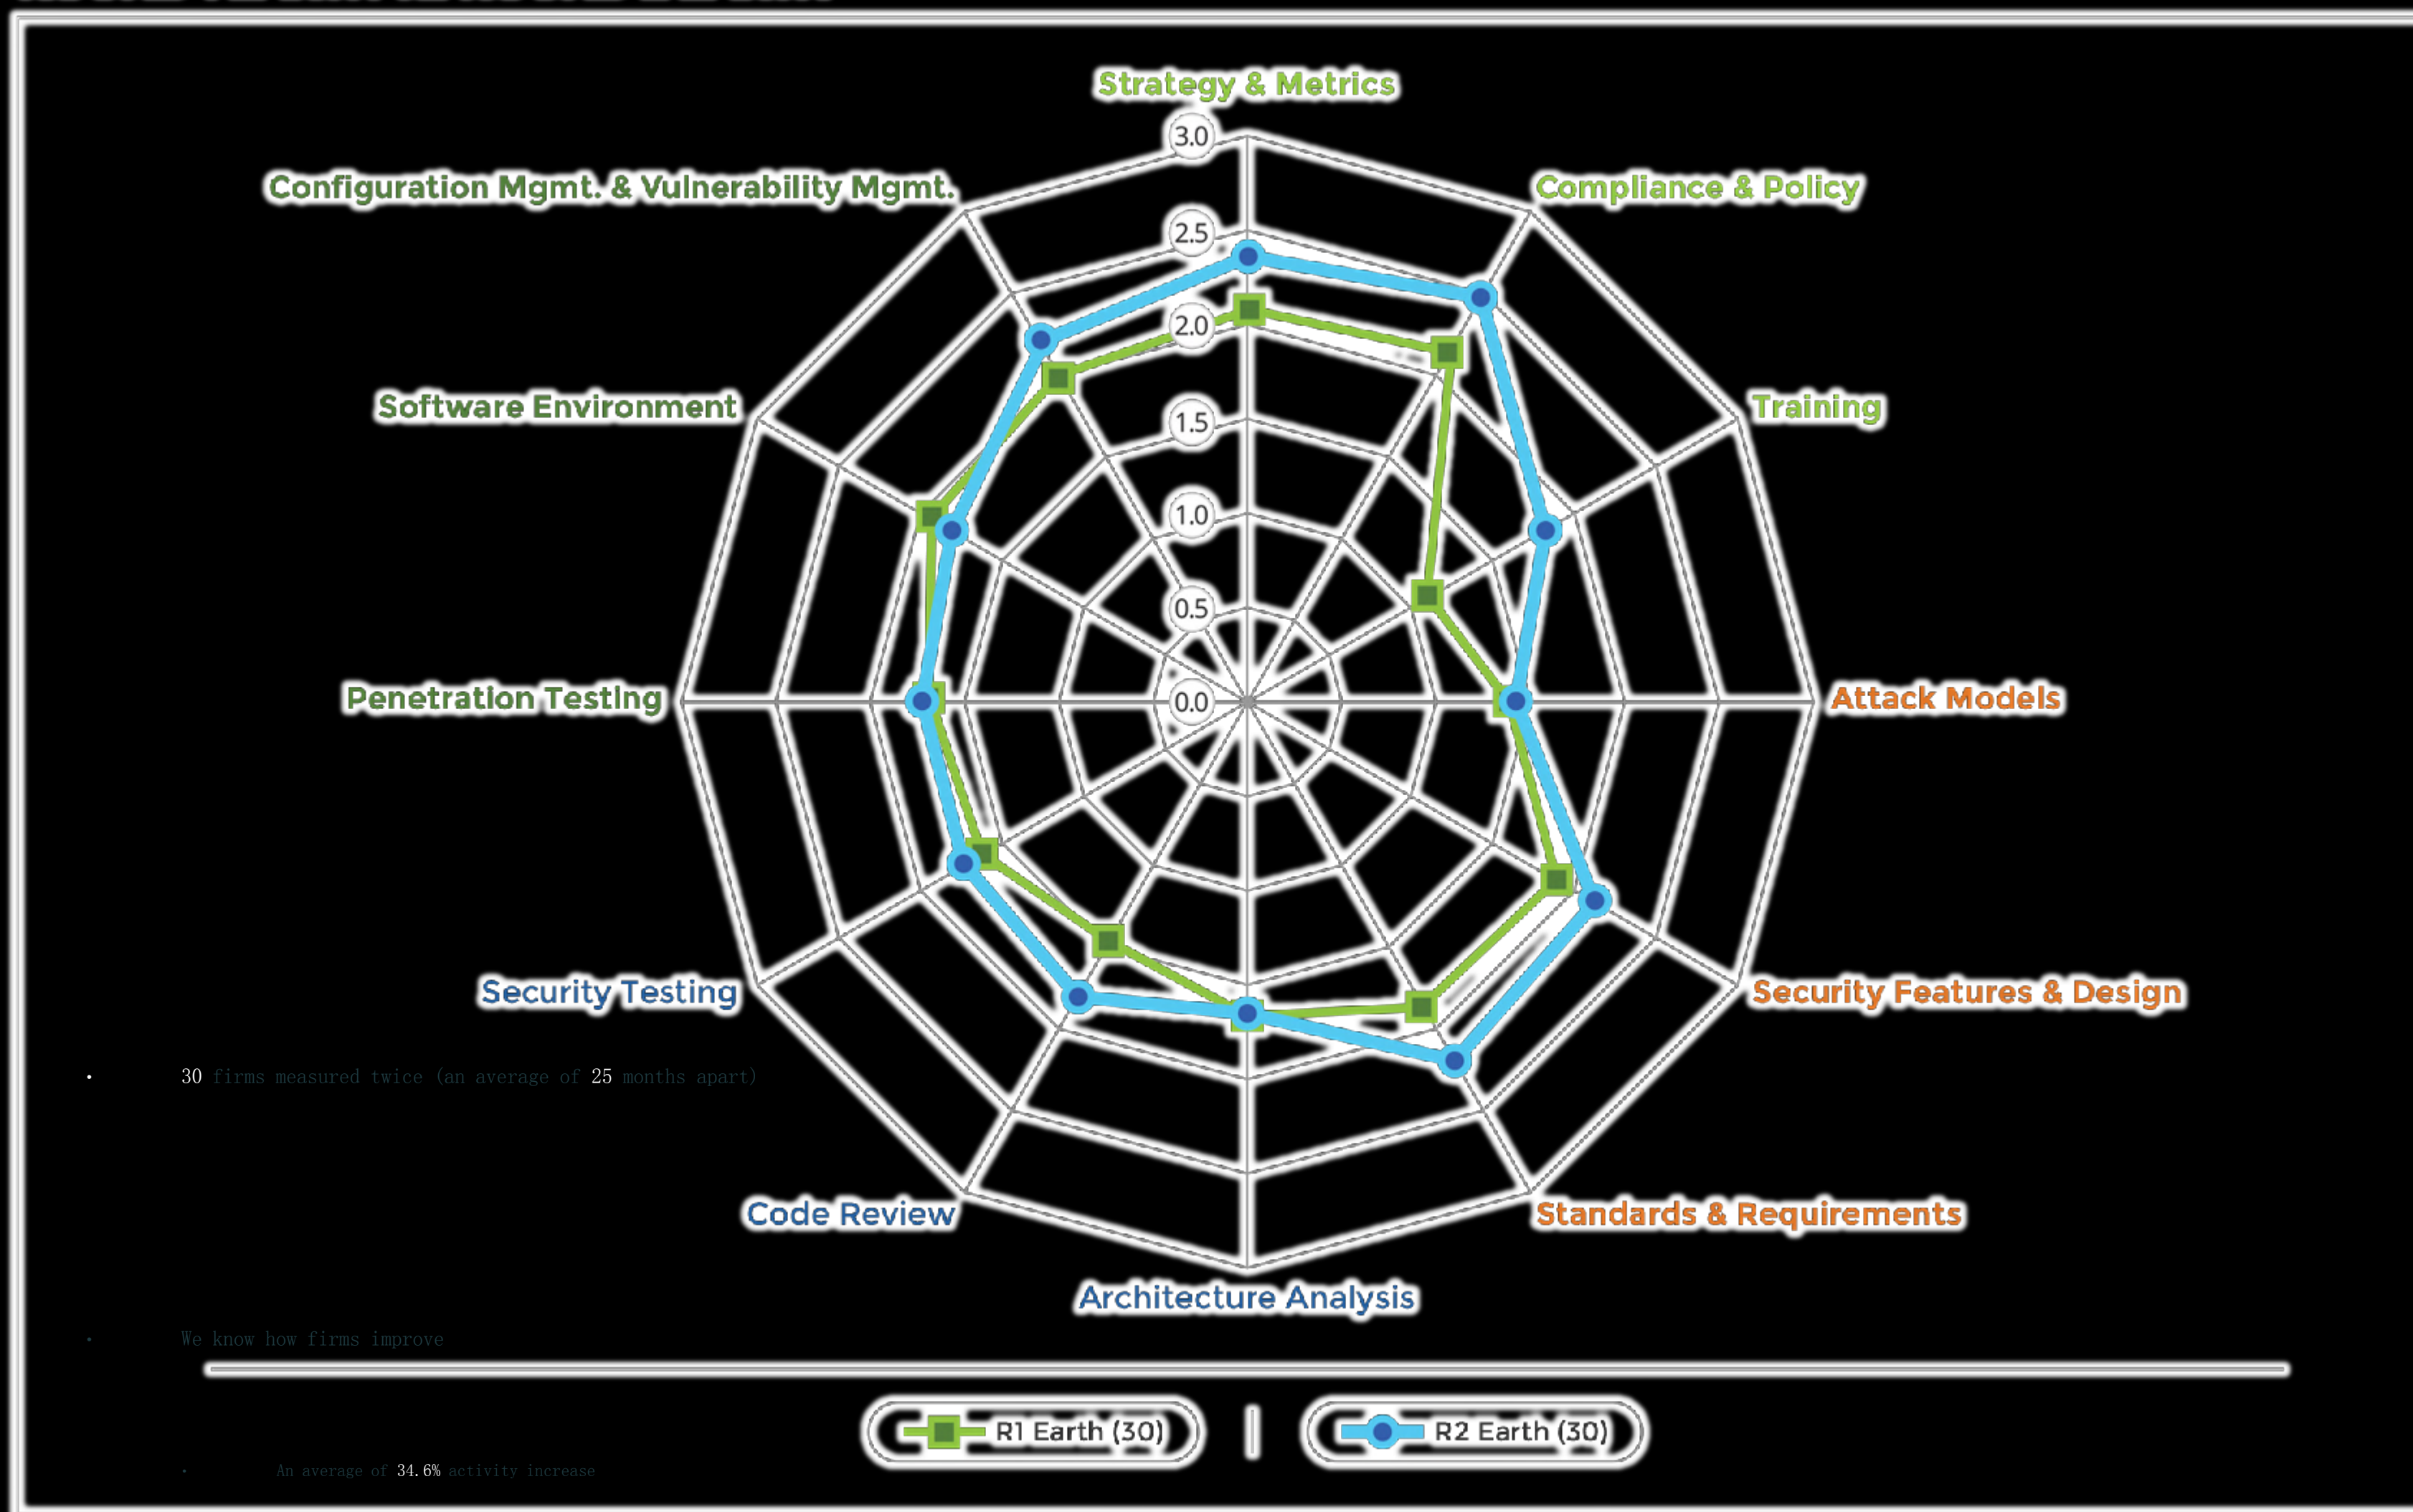 Strategy & Metrics
3.0
Configuration Mgmt. & Vulnerability Mgmt.
Compliance & Policy
2.5
2.0
Software Environment
Training
1.5
1.0
0.5
Penetration Testing
0.0
Attack Models
Security Testing
Security Features & Design
• 30 firms measured twice (an average of 25 months apart)
Code Review
Standards & Requirements
Architecture Analysis
• We know how firms improve
R1 Earth (30)
R2 Earth (30)
• An average of 34.6% activity increase